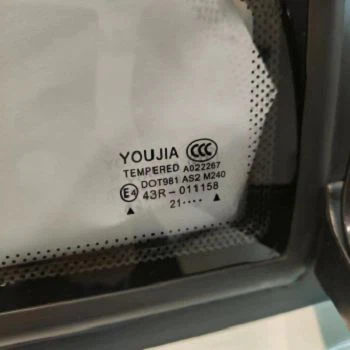 YOUJIA CCC
TEMPERED A022267
DOT981 AS2 M240
E4 43R-011158
▲ 21···· ▲